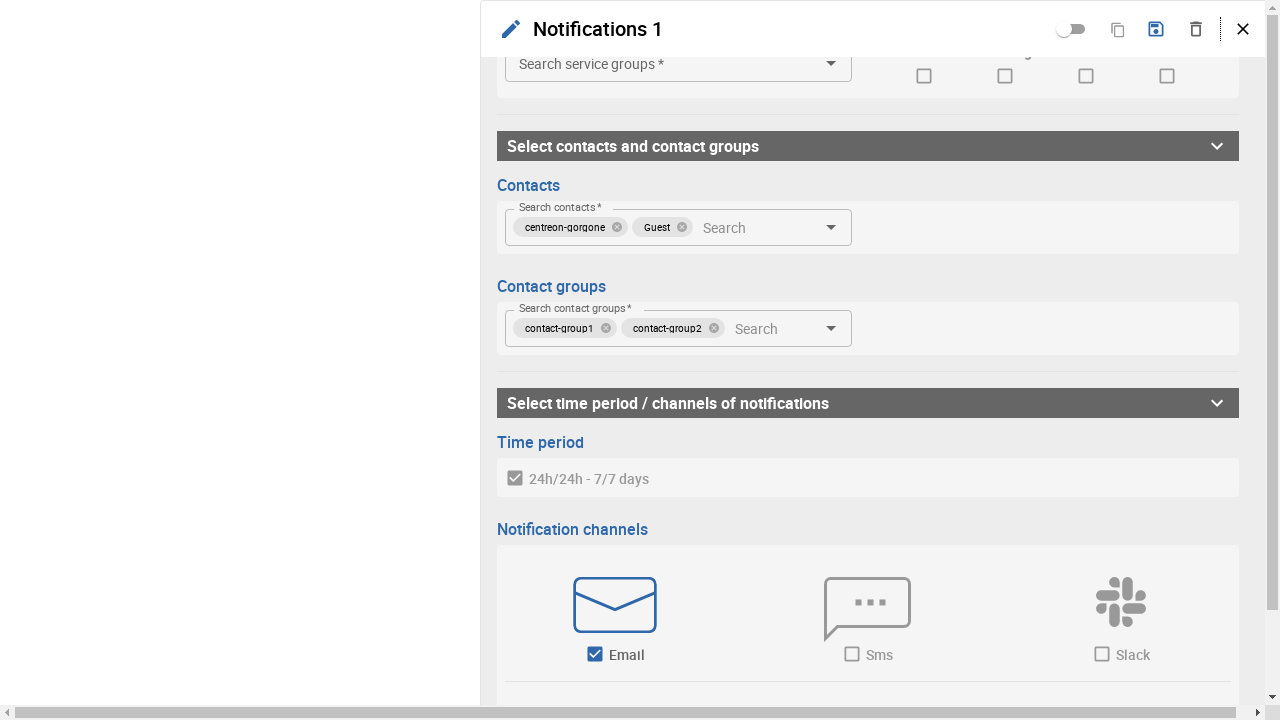 Notifications 1
Search service groups *
Select contacts and contact groups
Contacts
Search contacts *
centreon-gorgone
Guest
Search
Contact groups
Search contact groups *
contact-group1
contact-group2
Search
Select time period / channels of notifications
Time period
24h/24h - 7/7 days
Notification channels
Email
Sms
Slack